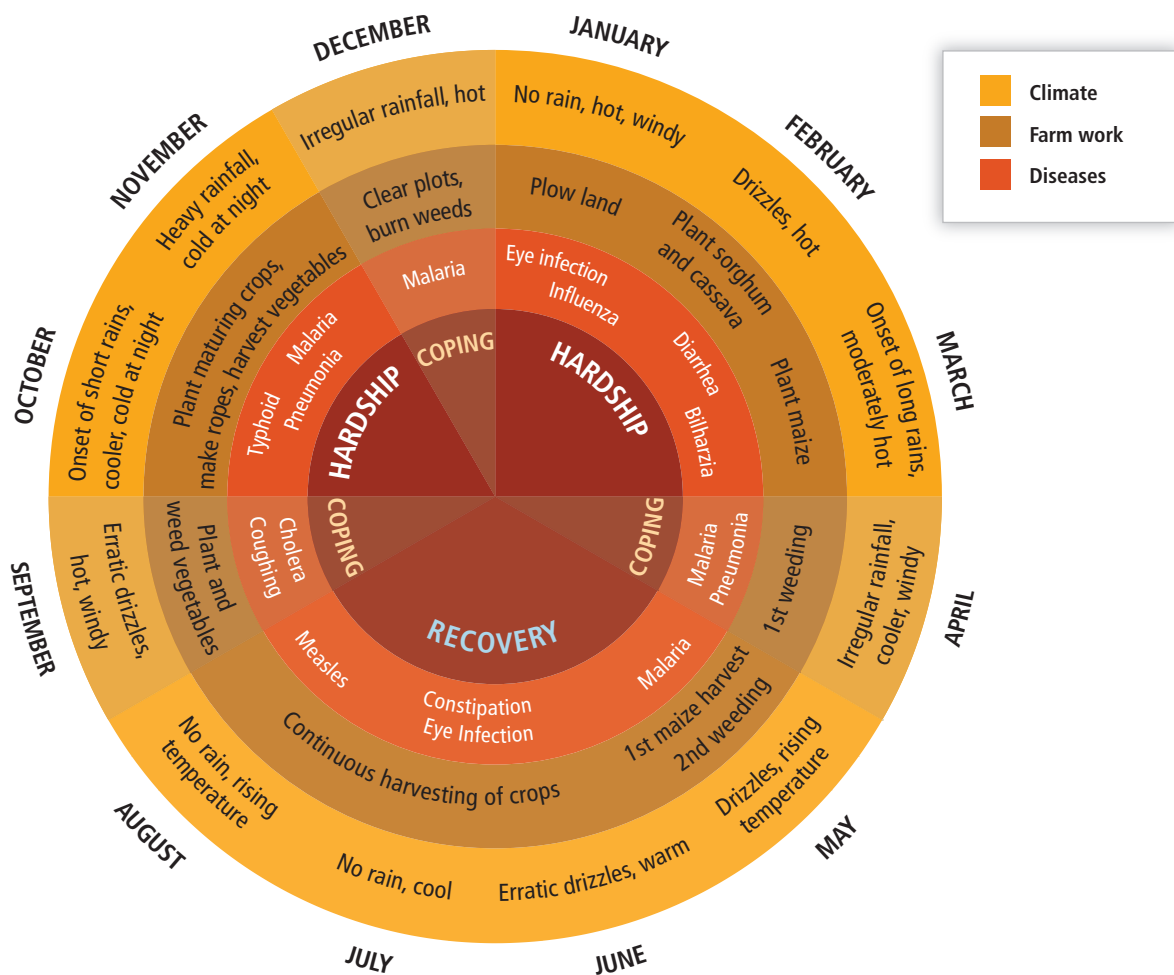 DECEMBER
JANUARY
FEBRUARY
MARCH
APRIL
MAY
JUNE
JULY
AUGUST
SEPTEMBER
OCTOBER
NOVEMBER
Climate
Farm work
Diseases
Irregular rainfall, hot
No rain, hot, windy
Drizzles, hot
Onset of long rains,
moderately hot
Irregular rainfall,
cooler, windy
Drizzles, rising
temperature
Erratic drizzles, warm
No rain, cool
No rain, rising
temperature
Erratic drizzles,
hot, windy
Onset of short rains,
cooler, cold at night
Heavy rainfall,
cold at night
Clear plots,
burn weeds
Plow land
Plant sorghum
and cassava
Plant maize
1st weeding
1st maize harvest
2nd weeding
Continuous harvesting of crops
Plant and
weed vegetables
Plant maturing crops,
make ropes, harvest vegetables
Malaria
Eye infection
Influenza
Diarrhea
Bilharzia
Malaria
Pneumonia
Malaria
Constipation
Eye Infection
Measles
Cholera
Coughing
Typhoid
Pneumonia
Malaria
COPING
HARDSHIP
COPING
RECOVERY
COPING
HARDSHIP